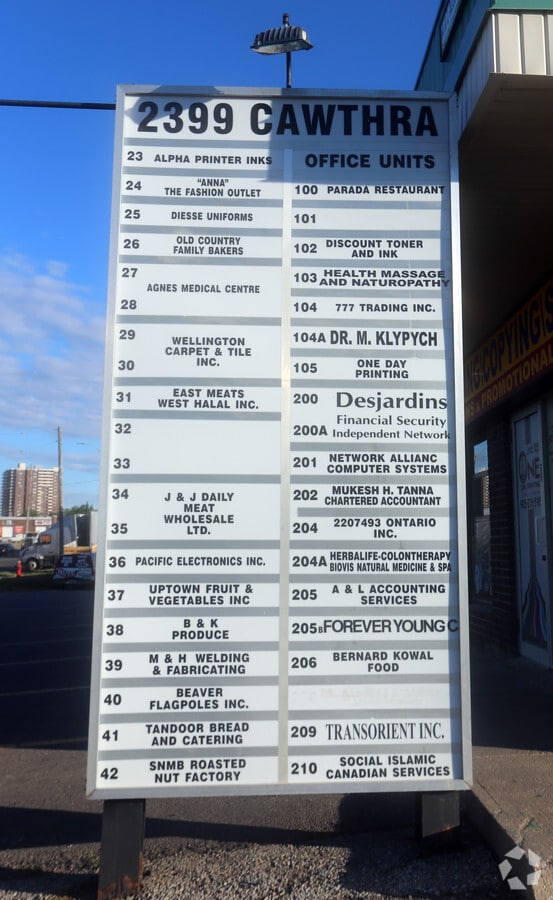 2399 CAWTHRA
23 ALPHA PRINTER INKS
24 "ANNA"
THE FASHION OUTLET
25 DIESSE UNIFORMS
26 OLD COUNTRY
FAMILY BAKERS
27
AGNES MEDICAL CENTRE
28
29
WELLINGTON
CARPET & TILE
INC.
30
31 EAST MEATS
WEST HALAL INC.
32
33
34
J & J DAILY
MEAT
WHOLESALE
LTD.
35
36 PACIFIC ELECTRONICS INC.
37 UPTOWN FRUIT &
VEGETABLES INC
38 B & K
PRODUCE
39 M & H WELDING
& FABRICATING
40 BEAVER
FLAGPOLES INC.
41 TANDOOR BREAD
AND CATERING
42 SNMB ROASTED
NUT FACTORY
OFFICE UNITS
100 PARADA RESTAURANT
101
102 DISCOUNT TONER
AND INK
103 HEALTH MASSAGE
AND NATUROPATHY
104 777 TRADING INC.
104A DR. M. KLYPYCH
105 ONE DAY
PRINTING
200 Desjardins
Financial Security
200A Independent Network
201 NETWORK ALLIANC
COMPUTER SYSTEMS
202 MUKESH H. TANNA
CHARTERED ACCOUNTANT
204 2207493 ONTARIO
INC.
204A HERBALIFE-COLONTHERAPY
BIOVIS NATURAL MEDICINE & SPA
205 A & L ACCOUNTING
SERVICES
205B FOREVER YOUNG C
206 BERNARD KOWAL
FOOD
209 TRANSORIENT INC.
210 SOCIAL ISLAMIC
CANADIAN SERVICES
COPYING
& PROMOTIONAL
ONE